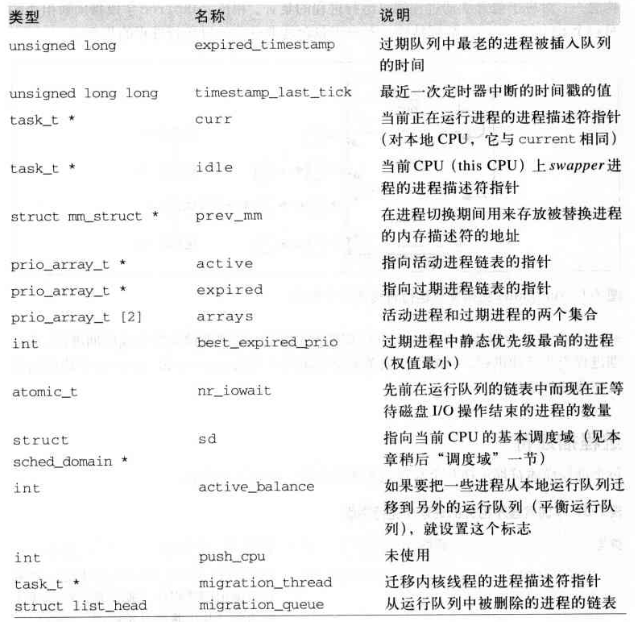 类型 名称 说明
unsigned long expired_timestamp 过期队列中最老的进程被插入队列
的时间
unsigned long long timestamp_last_tick 最近一次定时器中断的时间戳的值
task_t * curr 当前正在运行进程的进程描述符指针
(对本地 CPU，它与 current 相同)
task_t * idle 当前 CPU (this CPU) 上 swapper 进
程的进程描述符指针
struct mm_struct * prev_mm 在进程切换期间用来存放被替换进程
的内存描述符的地址
prio_array_t * active 指向活动进程链表的指针
prio_array_t * expired 指向过期进程链表的指针
prio_array_t [2] arrays 活动进程和过期进程的两个集合
int best_expired_prio 过期进程中静态优先级最高的进程
(权值最小)
atomic_t nr_iowait 先前在运行队列的链表中而现在正等
待磁盘 I/O 操作结束的进程的数量
struct sd 指向当前 CPU 的基本调度域 (见本
sched_domain * 章稍后“调度域”一节)
int active_balance 如果要把一些进程从本地运行队列迁
移到另外的运行队列 (平衡运行队
列)，就设置这个标志
int push_cpu 未使用
task_t * migration_thread 迁移内核线程的进程描述符指针
struct list_head migration_queue 从运行队列中被删除的进程的链表